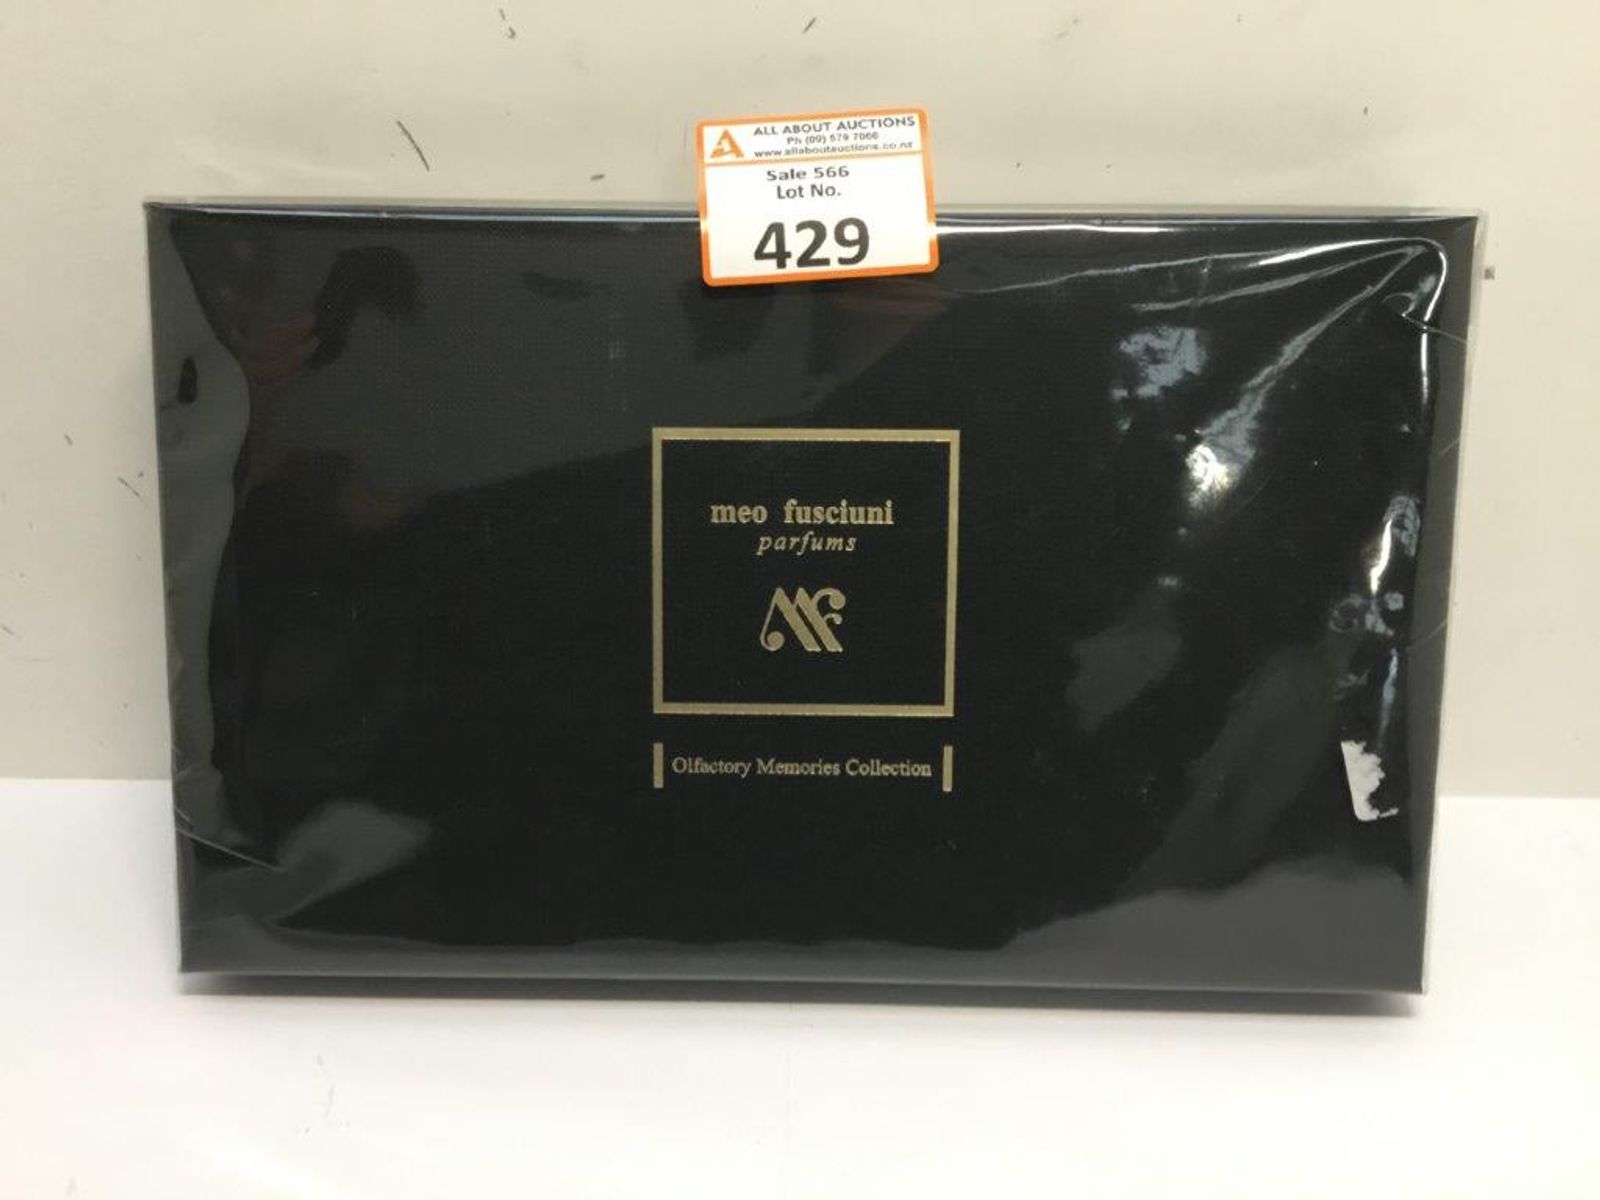 ALL ABOUT AUCTIONS
Ph (09) 579 7066
www.allaboutauctions.co.nz
Sale 566
Lot No.
429
meo fusciuni
parfums
Olfactory Memories Collection